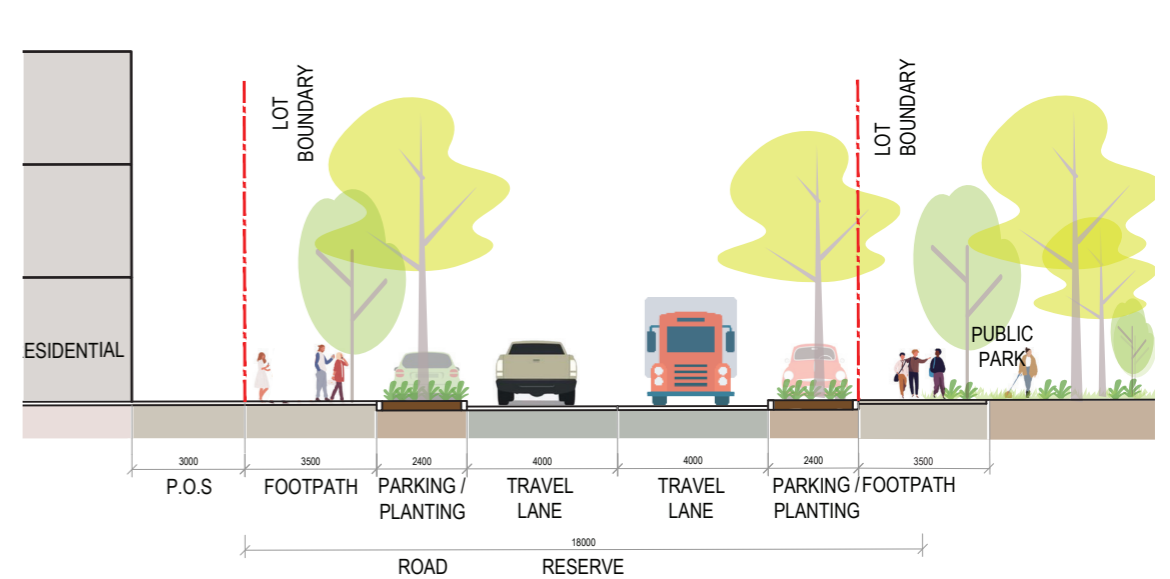 LOT
BOUNDARY
LOT
BOUNDARY
ESIDENTIAL
PUBLIC
PARK
3000
3500
2400
4000
4000
2400
3500
P.O.S
FOOTPATH
PARKING /
PLANTING
TRAVEL
LANE
TRAVEL
LANE
PARKING /
PLANTING
FOOTPATH
18000
ROAD RESERVE